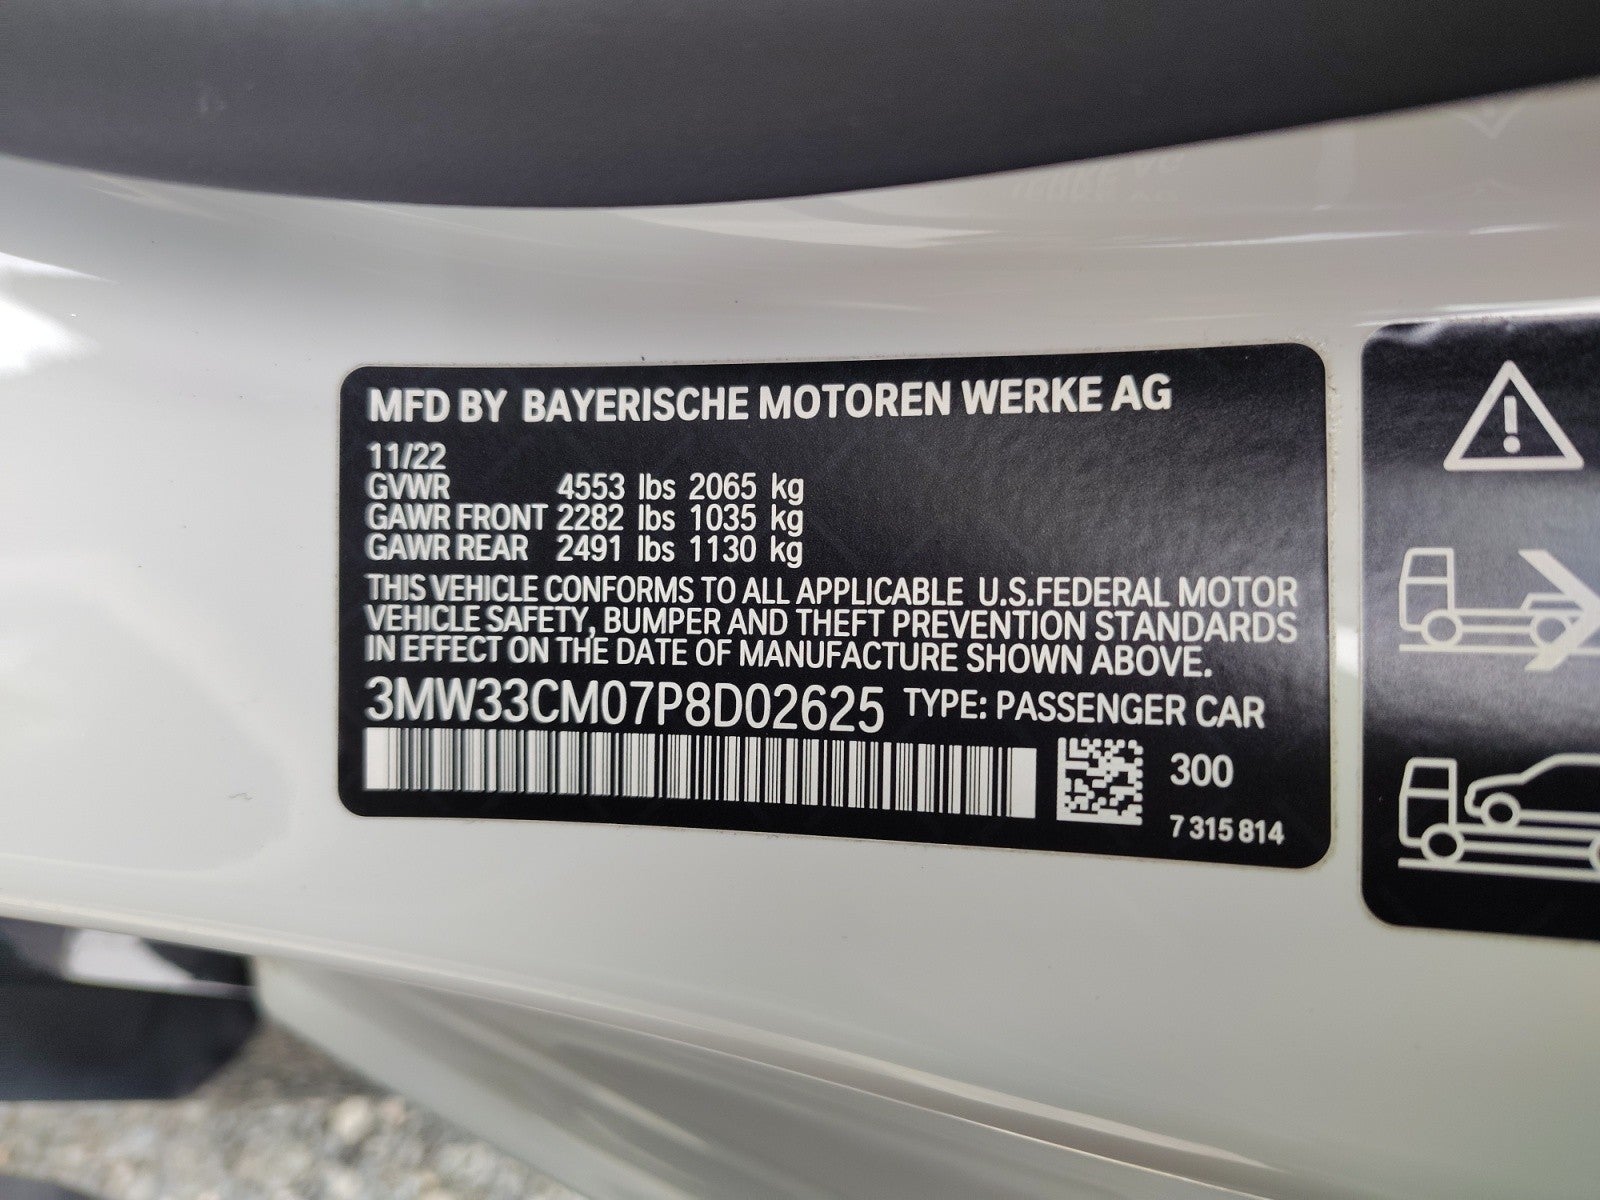 MFD BY BAYERISCHE MOTOREN WERKE AG
11/22
GVWR 4553 lbs 2065 kg
GAWR FRONT 2282 lbs 1035 kg
GAWR REAR 2491 lbs 1130 kg
THIS VEHICLE CONFORMS TO ALL APPLICABLE U.S.FEDERAL MOTOR
VEHICLE SAFETY, BUMPER AND THEFT PREVENTION STANDARDS
IN EFFECT ON THE DATE OF MANUFACTURE SHOWN ABOVE.
3MW33CM07P8D02625 TYPE: PASSENGER CAR
300
7 315 814